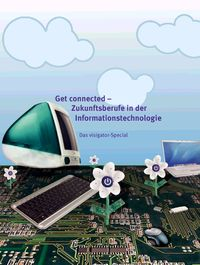 Get connected –
Zukunftsberufe in der
Informationstechnologie
Das visigator-Special